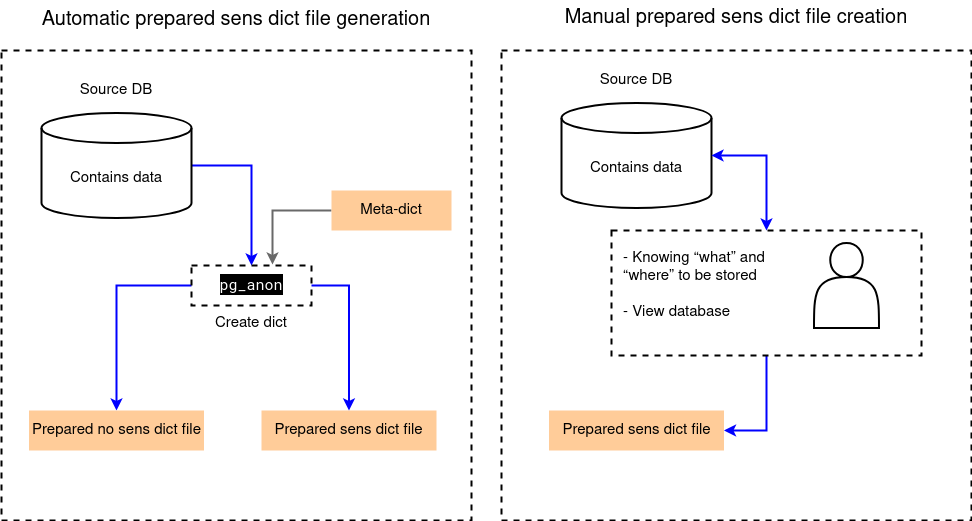 Automatic prepared sens dict file generation
Source DB
Contains data
Meta-dict
pg_anon
Create dict
Prepared no sens dict file
Prepared sens dict file
Manual prepared sens dict file creation
Source DB
Contains data
- Knowing “what” and
“where” to be stored
- View database
Prepared sens dict file